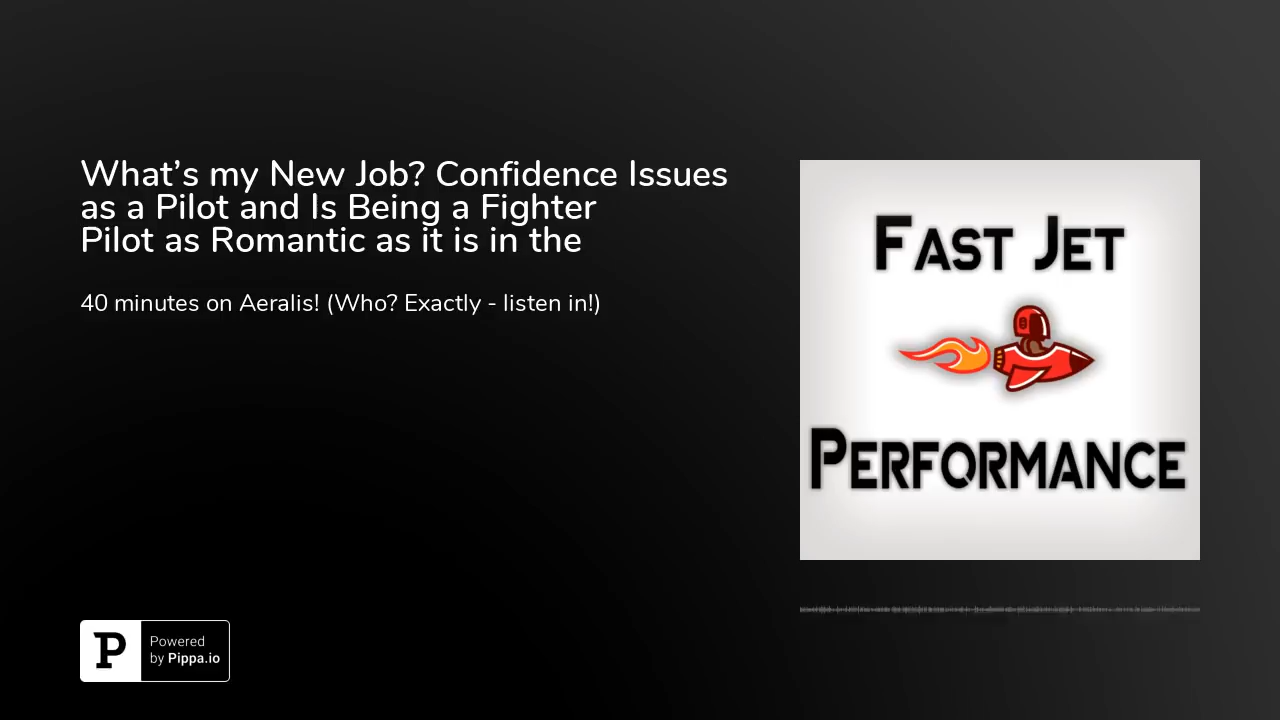 What’s my New Job? Confidence Issues
as a Pilot and Is Being a Fighter
Pilot as Romantic as it is in the
40 minutes on Aeralis! (Who? Exactly - listen in!)
FAST JET
PERFORMANCE
P
Powered
by Pippa.io